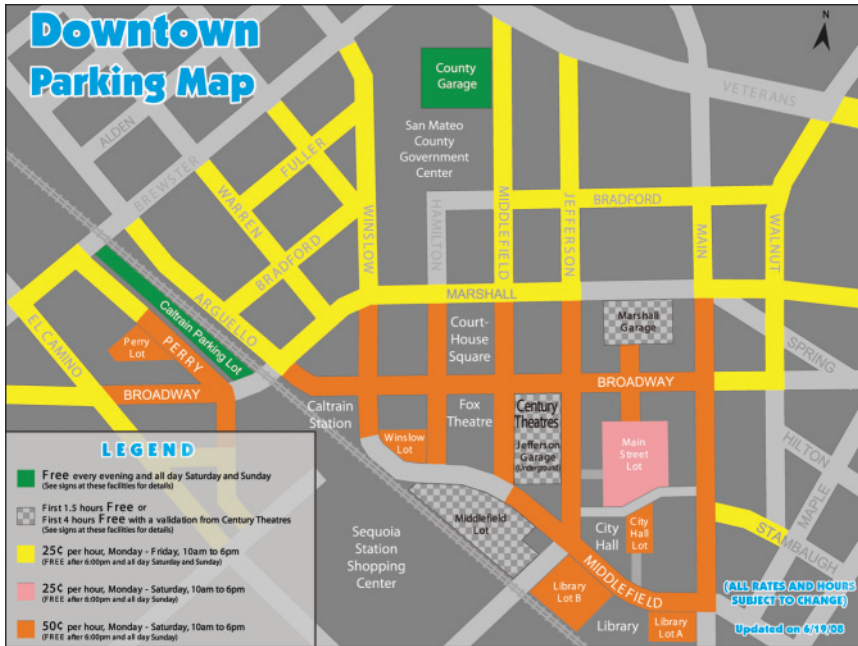 Downtown
Parking Map
N
County
Garage
San Mateo
County
Government
Center
VETERANS
ALDEN
BREWSTER
FULLER
WARREN
BRADFORD
WINSLOW
HAMILTON
MIDDLEFIELD
JEFFERSON
BRADFORD
MAIN
WALNUT
ARGUELLO
MARSHALL
EL CAMINO
Caltrain Parking Lot
Perry
Lot
PERRY
BROADWAY
Court-
House
Square
Marshall
Garage
SPRING
BROADWAY
Caltrain
Station
Fox
Theatre
Century
Theatres
Jefferson
Garage
(Underground)
Winslow
Lot
Main
Street
Lot
HILTON
MAPLE
STAMBAUGH
Middlefield
Lot
City
Hall
City
Hall
Lot
Sequoia
Station
Shopping
Center
MIDDLEFIELD
Library
Lot B
Library
Library
Lot A
LEGEND
Free every evening and all day Saturday and Sunday
(See signs at these facilities for details)
First 1.5 hours Free or
First 4 hours Free with a validation from Century Theatres
(See signs at these facilities for details)
25¢ per hour, Monday - Friday, 10am to 6pm
(FREE after 6:00pm and all day Saturday and Sunday)
25¢ per hour, Monday - Saturday, 10am to 6pm
(FREE after 6:00pm and all day Sunday)
50¢ per hour, Monday - Saturday, 10am to 6pm
(FREE after 6:00pm and all day Sunday)
(ALL RATES AND HOURS
SUBJECT TO CHANGE)
Updated on 6/19/08